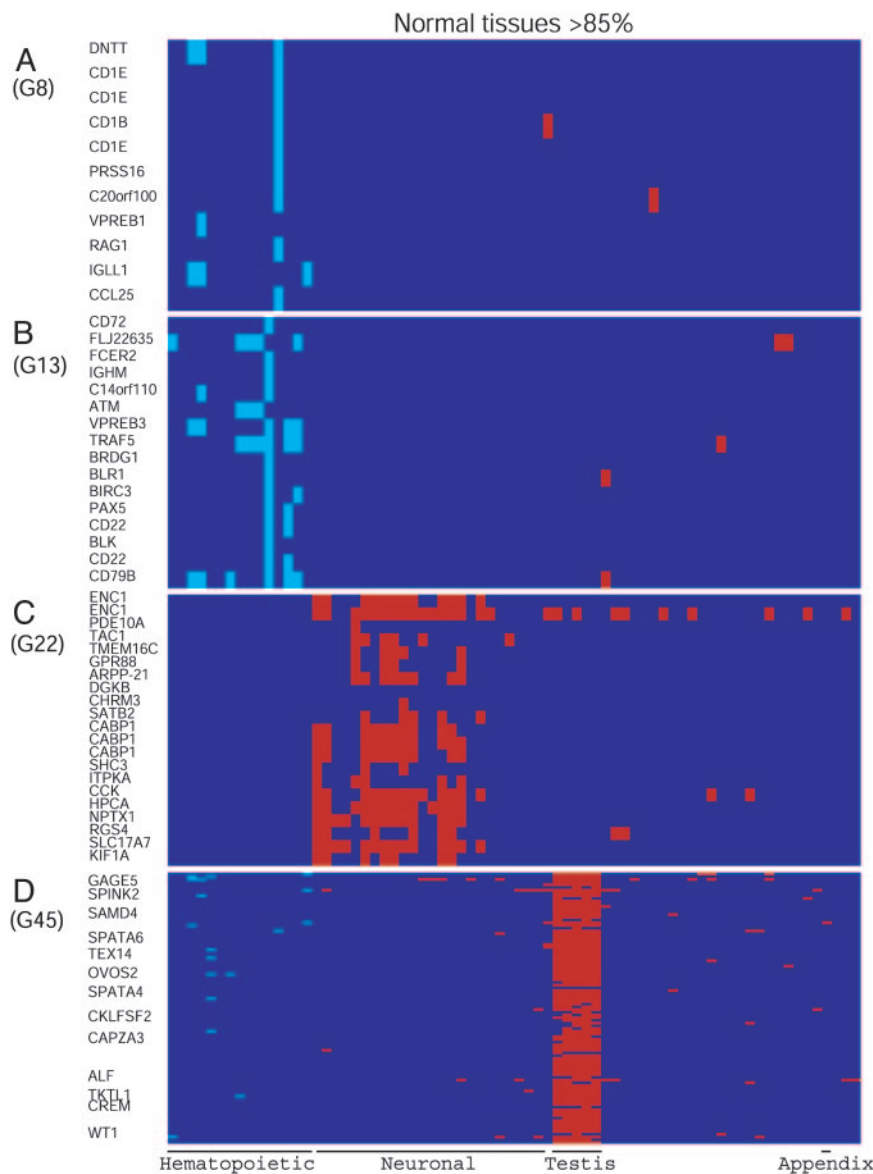 Normal tissues >85%
A
(G8)
DNTT
CD1E
CD1E
CD1B
CD1E
PRSS16
C20orf100
VPREB1
RAG1
IGLL1
CCL25
B
(G13)
CD72
FLJ22635
FCER2
IGHM
C14orf110
ATM
VPREB3
TRAF5
BRDG1
BLR1
BIRC3
PAX5
CD22
BLK
CD22
CD79B
C
(G22)
ENC1
ENC1
PDE10A
TAC1
TMEM16C
GPR88
ARPP-21
DGKB
CHRM3
SATB2
CABP1
CABP1
CABP1
SHC3
ITPKA
CCK
HPCA
NPTX1
RGS4
SLC17A7
KIF1A
D
(G45)
GAGE5
SPINK2
SAMD4
SPATA6
TEX14
OVOS2
SPATA4
CKLFSF2
CAPZA3
ALF
TKTL1
CREM
WT1
Hematopoietic Neuronal Testis Appendix